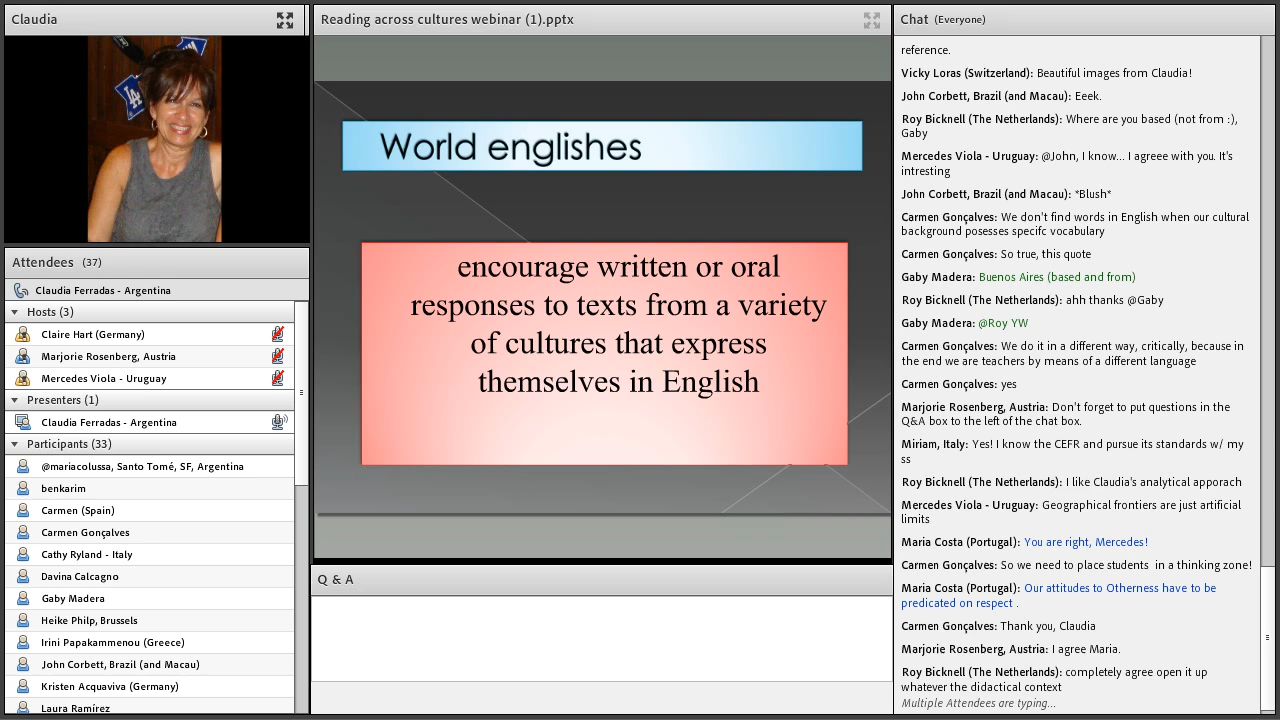 Claudia
LA
Attendees (37)
Claudia Ferradas - Argentina
Hosts (3)
Claire Hart (Germany)
Marjorie Rosenberg, Austria
Mercedes Viola - Uruguay
Presenters (1)
Claudia Ferradas - Argentina
Participants (33)
@mariacolussa, Santo Tomé, SF, Argentina
benkarim
Carmen (Spain)
Carmen Gonçalves
Cathy Ryland - Italy
Davina Calcagno
Gaby Madera
Heike Philp, Brussels
Irini Papakammenou (Greece)
John Corbett, Brazil (and Macau)
Kristen Acquaviva (Germany)
Laura Ramírez
Reading across cultures webinar (1).pptx
World englishes
encourage written or oral
responses to texts from a variety
of cultures that express
themselves in English
Q & A
Chat (Everyone)
reference.
Vicky Loras (Switzerland): Beautiful images from Claudia!
John Corbett, Brazil (and Macau): Eeek.
Roy Bicknell (The Netherlands): Where are you based (not from :),
Gaby
Mercedes Viola - Uruguay: @John, I know... I agreee with you. It's
intresting
John Corbett, Brazil (and Macau): *Blush*
Carmen Gonçalves: We don't find words in English when our cultural
background posesses specifc vocabulary
Carmen Gonçalves: So true, this quote
Gaby Madera: Buenos Aires (based and from)
Roy Bicknell (The Netherlands): ahh thanks @Gaby
Gaby Madera: @Roy YW
Carmen Gonçalves: We do it in a different way, critically, because in
the end we are teachers by means of a different language
Carmen Gonçalves: yes
Marjorie Rosenberg, Austria: Don't forget to put questions in the
Q&A box to the left of the chat box.
Miriam, Italy: Yes! I know the CEFR and pursue its standards w/ my
ss
Roy Bicknell (The Netherlands): I like Claudia's analytical apporach
Mercedes Viola - Uruguay: Geographical frontiers are just artificial
limits
Maria Costa (Portugal): You are right, Mercedes!
Carmen Gonçalves: So we need to place students  in a thinking zone!
Maria Costa (Portugal): Our attitudes to Otherness have to be
predicated on respect .
Carmen Gonçalves: Thank you, Claudia
Marjorie Rosenberg, Austria: I agree Maria.
Roy Bicknell (The Netherlands): completely agree open it up
whatever the didactical context
Multiple Attendees are typing...